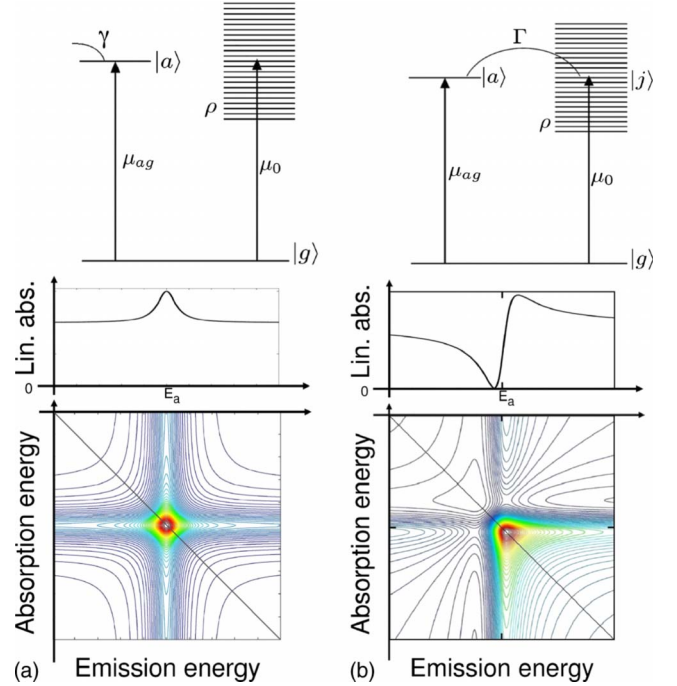 γ
|a⟩
ρ
μag
μ0
|g⟩
Γ
|a⟩
|j⟩
ρ
μag
μ0
|g⟩
Lin. abs.
0
Ea
Lin. abs.
0
Ea
Absorption energy
Absorption energy
(a) Emission energy
(b) Emission energy